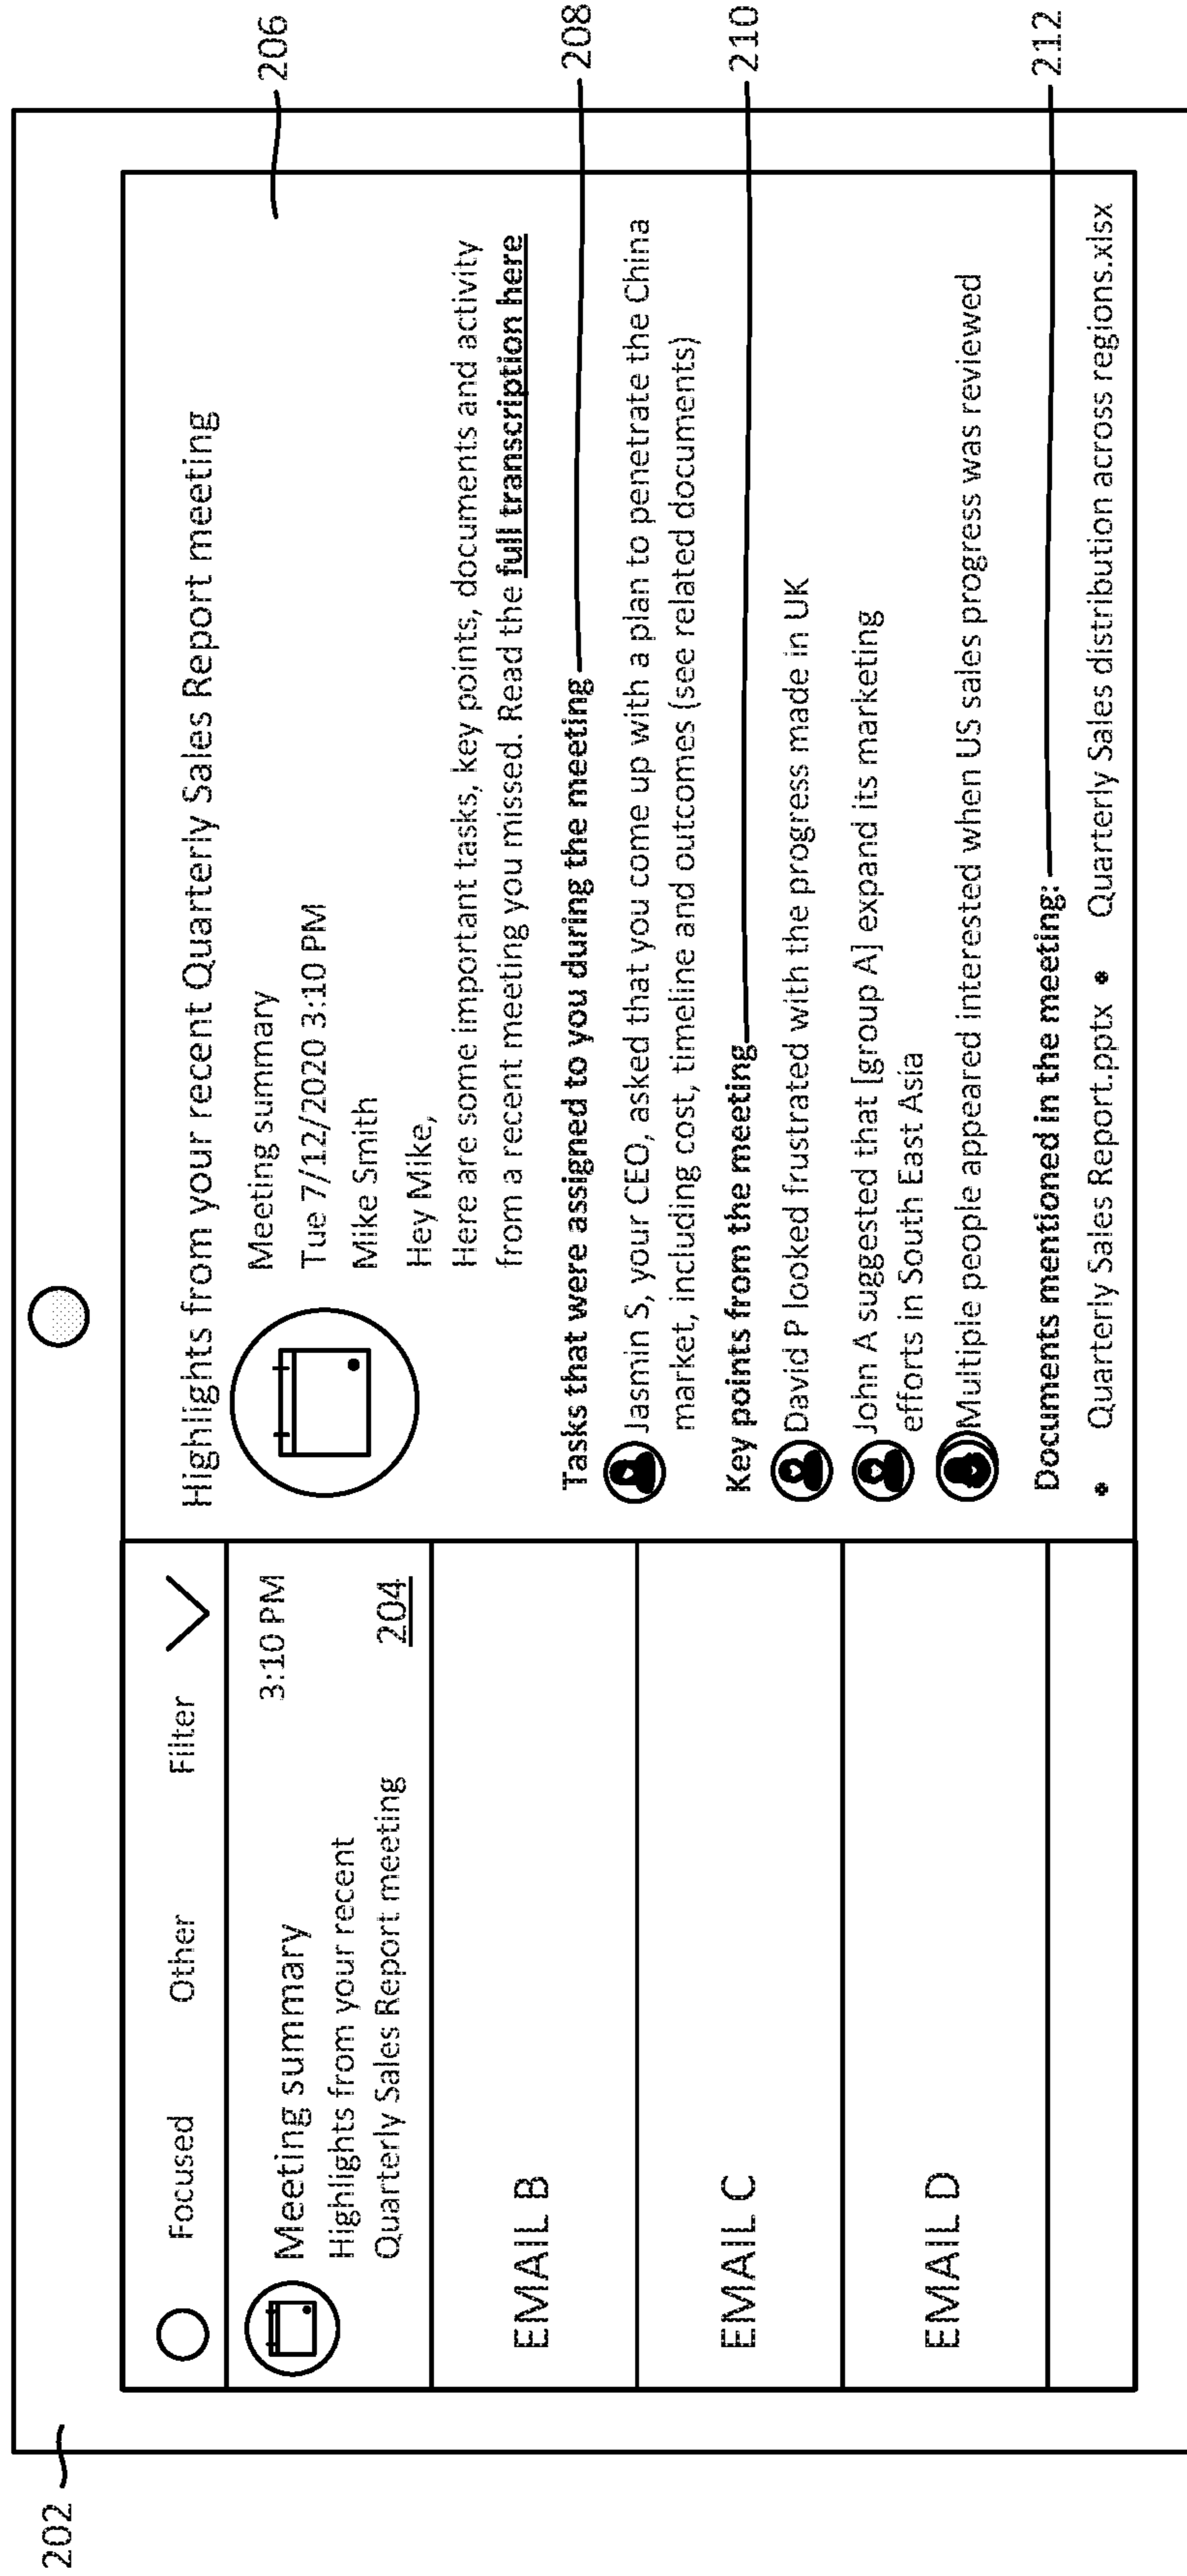 202
Focused Other Filter
Meeting summary 3:10 PM
Highlights from your recent
Quarterly Sales Report meeting 204
EMAIL B
EMAIL C
EMAIL D
Highlights from your recent Quarterly Sales Report meeting
Meeting summary
Tue 7/12/2020 3:10 PM
Mike Smith
Hey Mike,
Here are some important tasks, key points, documents and activity
from a recent meeting you missed. Read the full transcription here
Tasks that were assigned to you during the meeting
Jasmin S, your CEO, asked that you come up with a plan to penetrate the China
market, including cost, timeline and outcomes (see related documents)
Key points from the meeting
David P looked frustrated with the progress made in UK
John A suggested that [group A] expand its marketing
efforts in South East Asia
Multiple people appeared interested when US sales progress was reviewed
Documents mentioned in the meeting:
• Quarterly Sales Report.pptx • Quarterly Sales distribution across regions.xlsx
206
208
210
212